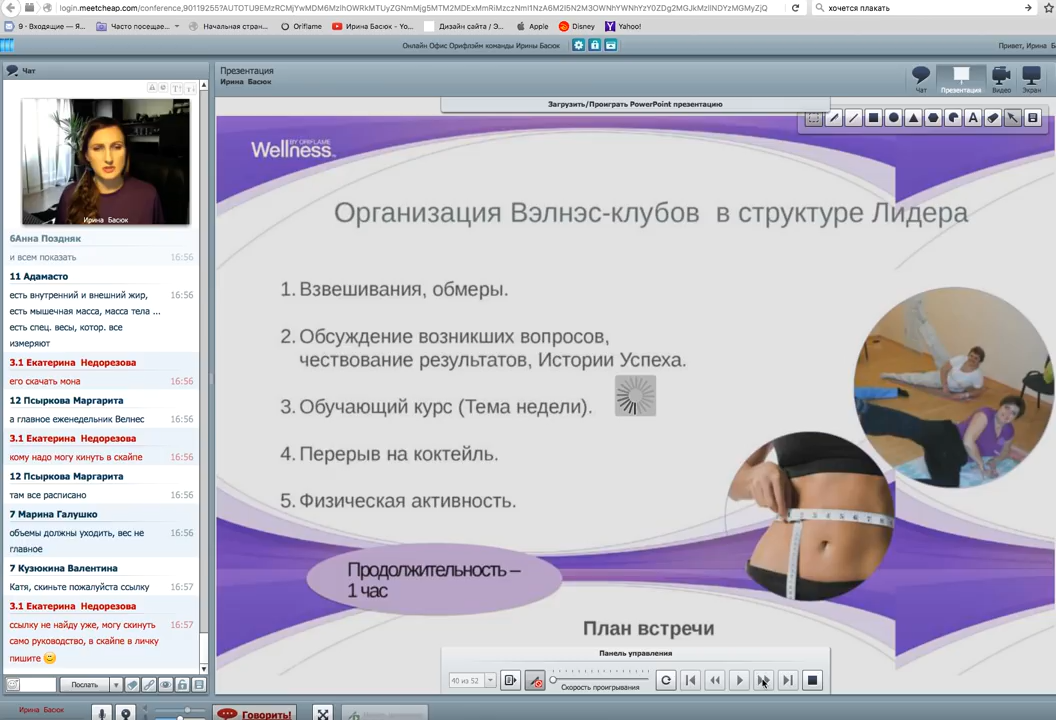 login.meetcheap.com/conference,90119255?AUTOTU9EMzRCMjYwMDM6MzIhOWRkMTUyZGNmMjg5MTM2MDExMmRiMzczNmI1NzA6M2I5N2M3OWNhYWNhYzY0ZDg2MGJkMzllNDYzMGYyZjQ
хочется плакать
9 - Входящие – Я...
Часто посещае...
Начальная стран...
Oriflame
Ирина Басюк - Yo...
Дизайн сайта / Э...
Apple
Disney
Yahoo!
Онлайн Офис Орифлэйм команды Ирины Басюк
Привет, Ирина Б
Чат
Презентация
Ирина Басюк
Чат
Презентация
Видео
Экран
Загрузить/Проиграть PowerPoint презентацию
Ирина Басюк
6Анна Поздняк
и всем показать 16:56
11 Адамасто
есть внутренний и внешний жир, 16:56
есть мышечная масса, масса тела ...
есть спец. весы, котор. все
измеряют
3.1 Екатерина Недорезова
его скачать мона 16:56
12 Псыркова Маргарита
а главное еженедельник Велнес 16:56
3.1 Екатерина Недорезова
кому надо могу кинуть в скайпе 16:56
12 Псыркова Маргарита
там все расписано 16:56
7 Марина Галушко
объемы должны уходить, вес не 16:56
главное
7 Кузюкина Валентина
Катя, скиньте пожалуйста ссылку 16:57
3.1 Екатерина Недорезова
ссылку не найду уже, могу скинуть 16:57
само руководство, в скайпе в личку
пишите
Послать
Ирина Басюк
Говорить!
Wellness BY ORIFLAME
Организация Вэлнэс-клубов в структуре Лидера
1. Взвешивания, обмеры.
2. Обсуждение возникших вопросов,
чествование результатов, Истории Успеха.
3. Обучающий курс (Тема недели).
4. Перерыв на коктейль.
5. Физическая активность.
Продолжительность –
1 час
План встречи
Панель управления
40 из 52
Скорость проигрывания